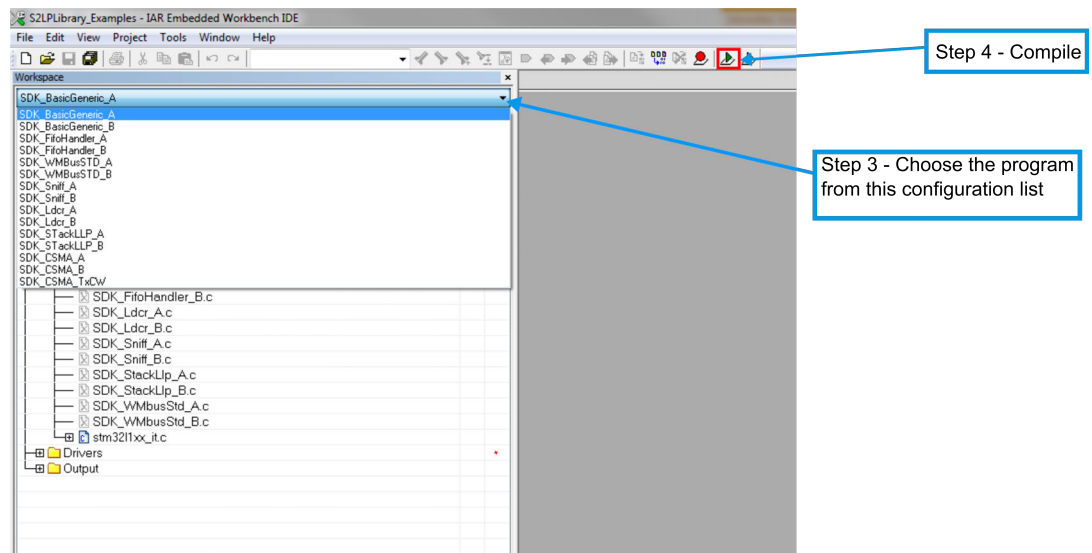 S2LPLibrary_Examples - IAR Embedded Workbench IDE
File Edit View Project Tools Window Help
Step 4 - Compile
Workspace
SDK_BasicGeneric_A
SDK_BasicGeneric_A
SDK_BasicGeneric_B
SDK_FifoHandler_A
SDK_FifoHandler_B
SDK_WMBusSTD_A
SDK_WMBusSTD_B
SDK_Sniff_A
SDK_Sniff_B
SDK_Ldcr_A
SDK_Ldcr_B
SDK_STackLLP_A
SDK_STackLLP_B
SDK_CSMA_A
SDK_CSMA_B
SDK_CSMA_TxCW
Step 3 - Choose the program
from this configuration list
SDK_FifoHandler_B.c
SDK_Ldcr_A.c
SDK_Ldcr_B.c
SDK_Sniff_A.c
SDK_Sniff_B.c
SDK_StackLlp_A.c
SDK_StackLlp_B.c
SDK_WMbusStd_A.c
SDK_WMbusStd_B.c
stm32l1xx_it.c
Drivers
Output